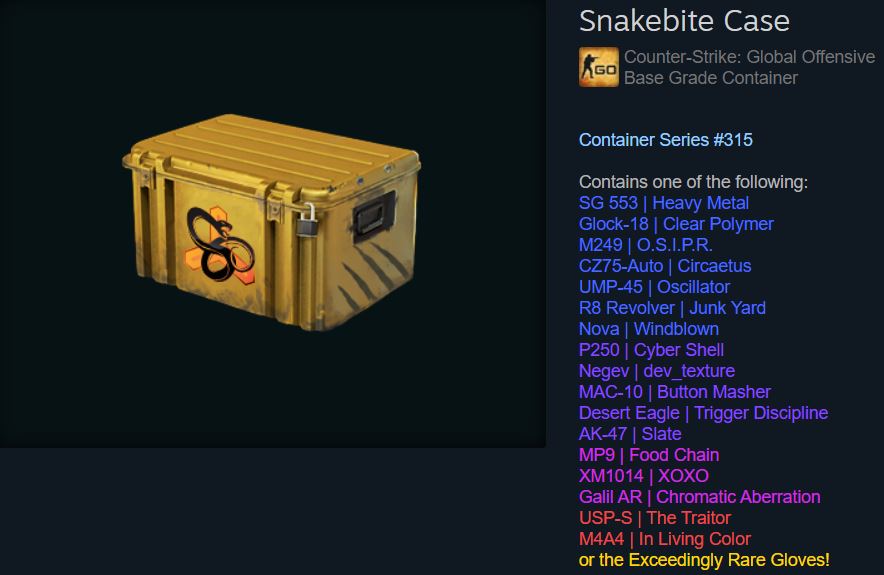 Snakebite Case
GO
Counter-Strike: Global Offensive
Base Grade Container
Container Series #315
Contains one of the following:
SG 553 | Heavy Metal
Glock-18 | Clear Polymer
M249 | O.S.I.P.R.
CZ75-Auto | Circaetus
UMP-45 | Oscillator
R8 Revolver | Junk Yard
Nova | Windblown
P250 | Cyber Shell
Negev | dev_texture
MAC-10 | Button Masher
Desert Eagle | Trigger Discipline
AK-47 | Slate
MP9 | Food Chain
XM1014 | XOXO
Galil AR | Chromatic Aberration
USP-S | The Traitor
M4A4 | In Living Color
or the Exceedingly Rare Gloves!